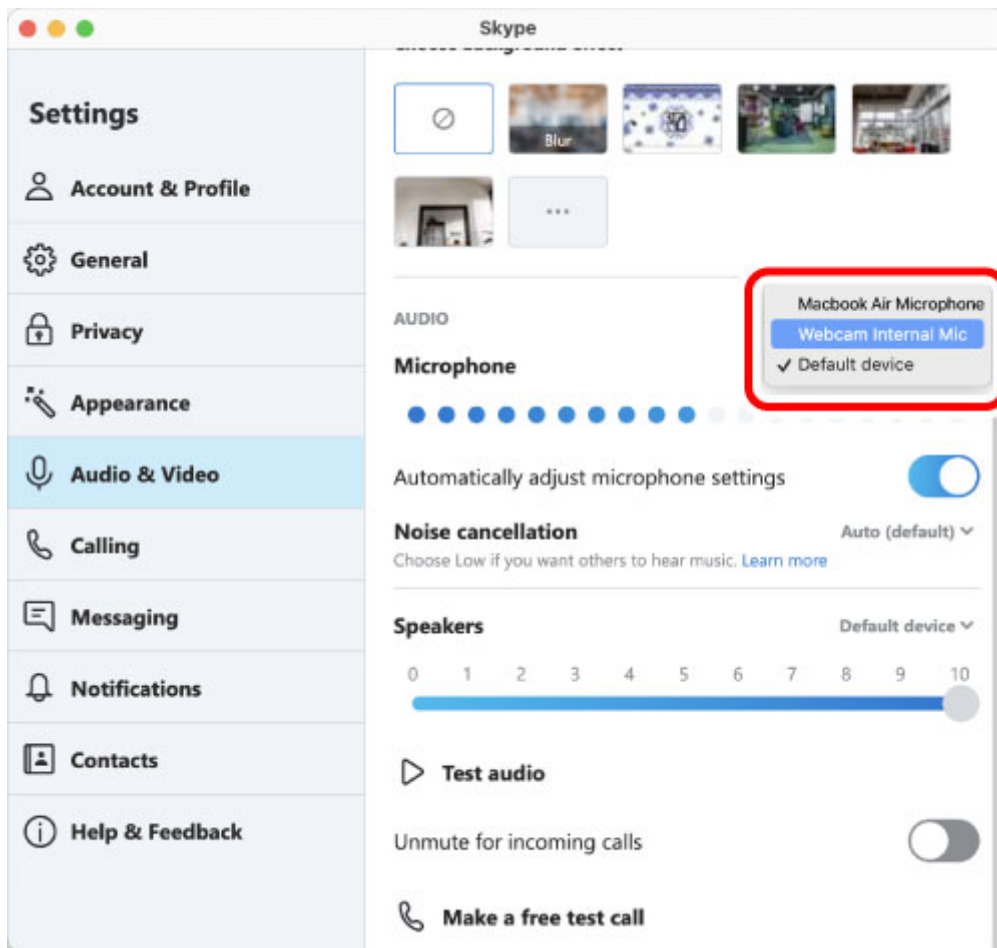 Skype
Settings
Account & Profile
General
Privacy
Appearance
Audio & Video
Calling
Messaging
Notifications
Contacts
Help & Feedback
Choose background effect
Blur
AUDIO
Macbook Air Microphone
Webcam Internal Mic
Default device
Microphone
Automatically adjust microphone settings
Noise cancellation Auto (default)
Choose Low if you want others to hear music. Learn more
Speakers Default device
0 1 2 3 4 5 6 7 8 9 10
Test audio
Unmute for incoming calls
Make a free test call